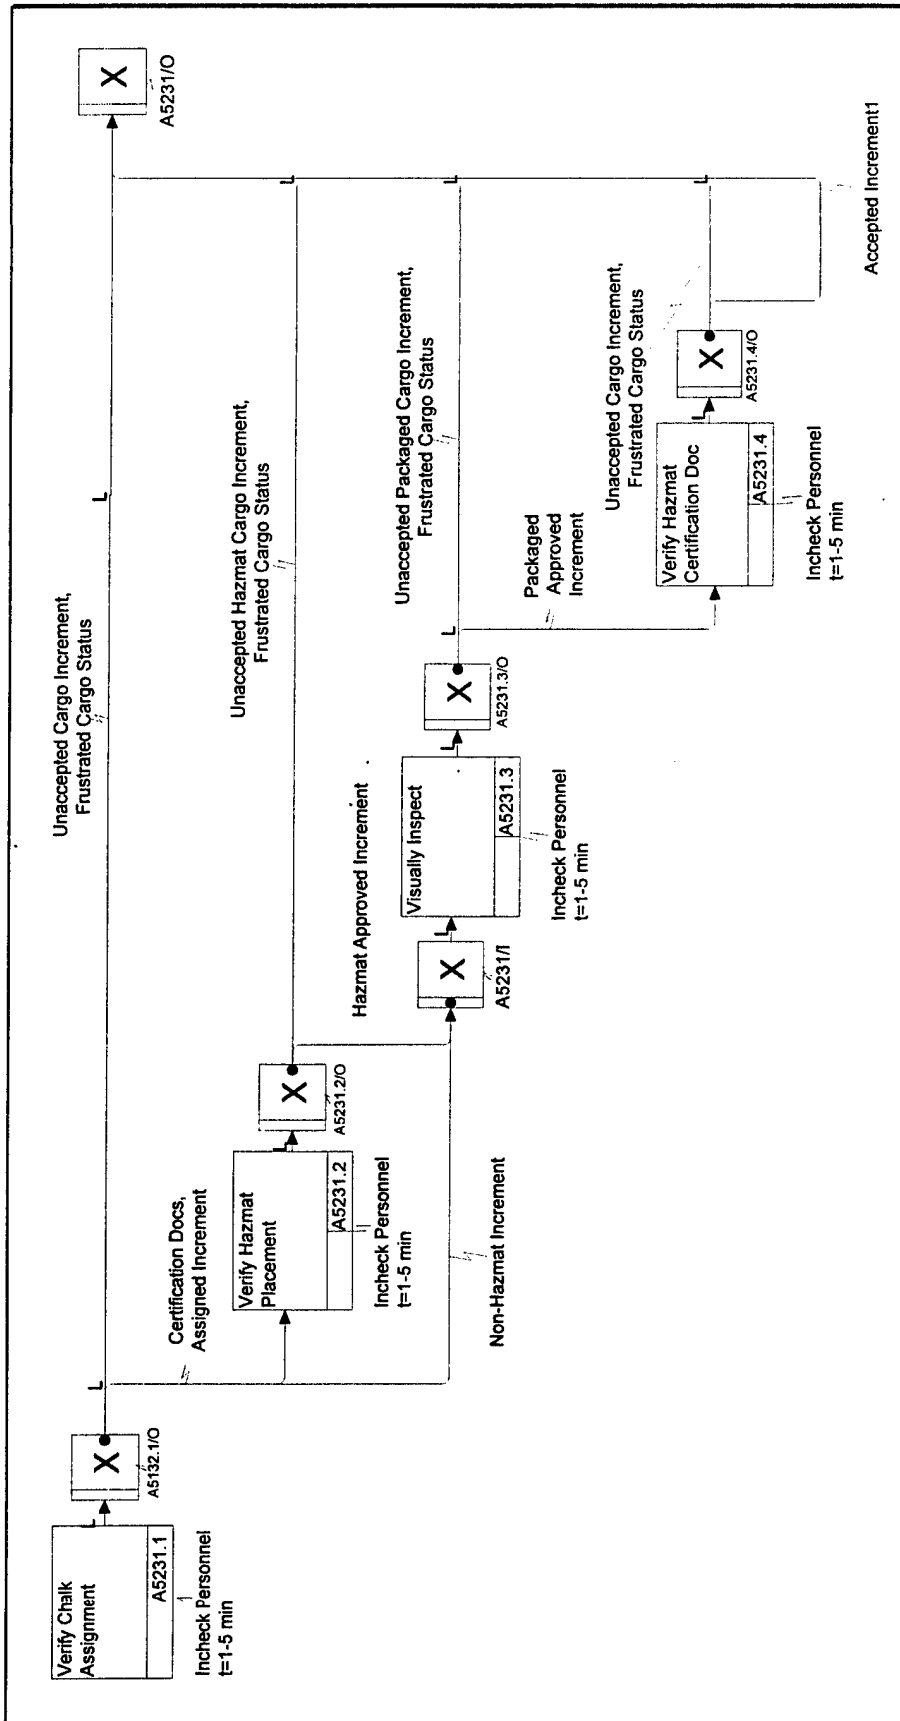 Verify Chalk
Assignment
A5231.1
Incheck Personnel
t=1-5 min
X
A5132.1/O
L
L
Unaccepted Cargo Increment,
Frustrated Cargo Status
L
X
A5231/O
Certification Docs,
Assigned Increment
Verify Hazmat
Placement
A5231.2
Incheck Personnel
t=1-5 min
L
X
A5231.2/O
Unaccepted Hazmat Cargo Increment,
Frustrated Cargo Status
L
Non-Hazmat Increment
Hazmat Approved Increment
X
A5231/I
L
Visually Inspect
A5231.3
Incheck Personnel
t=1-5 min
L
X
A5231.3/O
L
Unaccepted Packaged Cargo Increment,
Frustrated Cargo Status
L
Packaged
Approved
Increment
Verify Hazmat
Certification Doc
A5231.4
Incheck Personnel
t=1-5 min
L
X
A5231.4/O
Unaccepted Cargo Increment,
Frustrated Cargo Status
L
Accepted Increment1